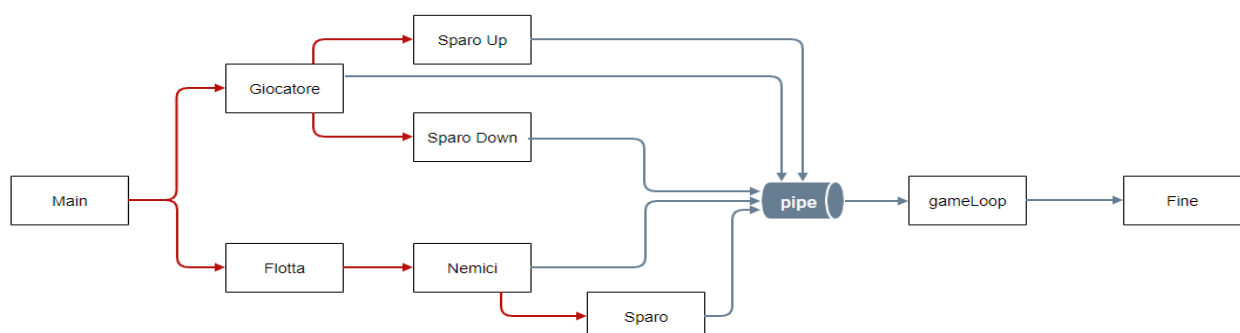 Sparo Up
Giocatore
Sparo Down
Main
pipe
gameLoop
Fine
Flotta
Nemici
Sparo